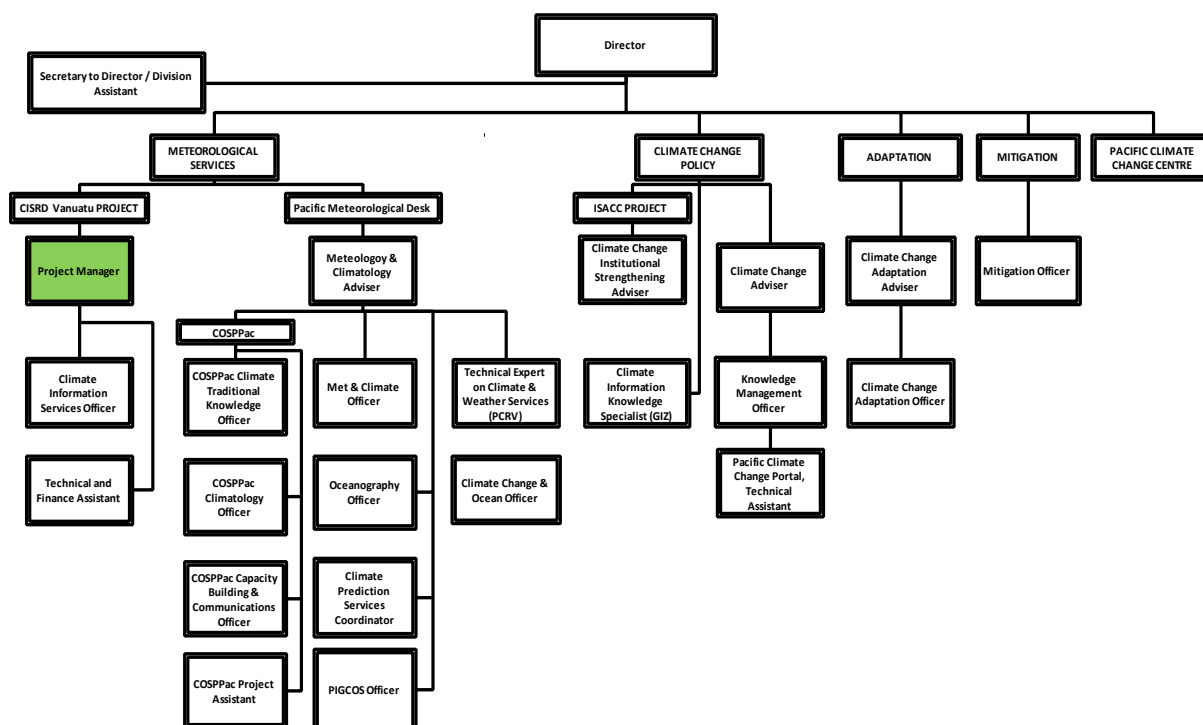 Director
Secretary to Director / Division
Assistant
METEOROLOGICAL
SERVICES
CLIMATE CHANGE
POLICY
ADAPTATION
MITIGATION
PACIFIC CLIMATE
CHANGE CENTRE
CISRD Vanuatu PROJECT
Pacific Meteorological Desk
ISACC PROJECT
Project Manager
Meteologoy &
Climatology
Adviser
Climate Change
Institutional
Strengthening
Adviser
Climate Change
Adviser
Climate Change
Adaptation
Adviser
Mitigation Officer
COSPPac
Climate
Information
Services Officer
COSPPac Climate
Traditional
Knowledge
Officer
Met & Climate
Officer
Technical Expert
on Climate &
Weather Services
(PCRV)
Climate
Information
Knowledge
Specialist (GIZ)
Knowledge
Management
Officer
Climate Change
Adaptation Officer
Technical and
Finance Assistant
COSPPac
Climatology
Officer
Oceanography
Officer
Climate Change &
Ocean Officer
Pacific Climate
Change Portal,
Technical
Assistant
COSPPac Capacity
Building &
Communications
Officer
Climate
Prediction
Services
Coordinator
COSPPac Project
Assistant
PIGCOS Officer